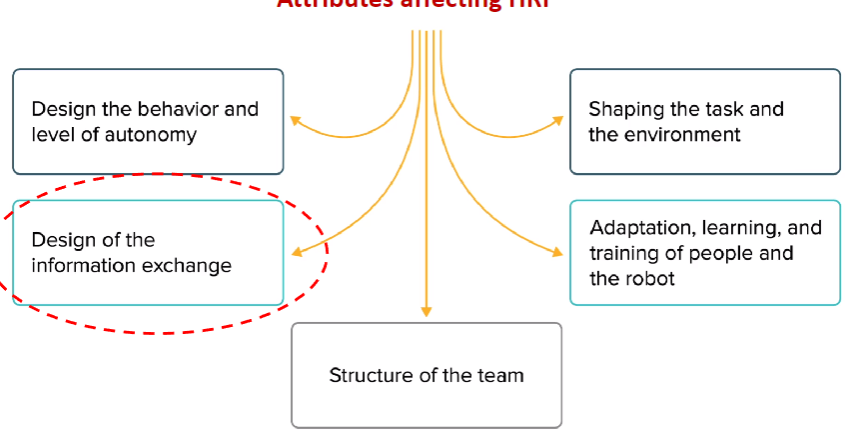 Attributes affecting HRI
Design the behavior and
level of autonomy
Shaping the task and
the environment
Design of the
information exchange
Adaptation, learning, and
training of people and
the robot
Structure of the team